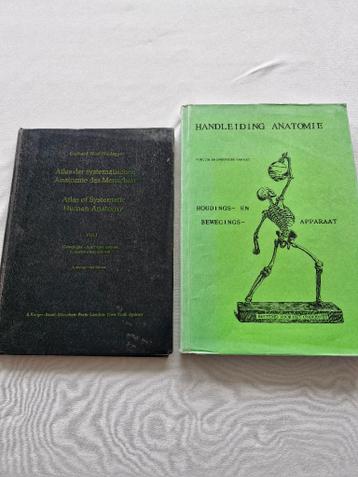 Gerhard Wolf-Heidegger
Atlas der systematischen
Anatomie des Menschen
Atlas of Systematic
Human Anatomy
Vol. I
S. Karger · Basel · München · Paris · London · New York · Sydney
HANDLEIDING ANATOMIE
HOUDINGS- EN
BEWEGINGS- APPARAAT